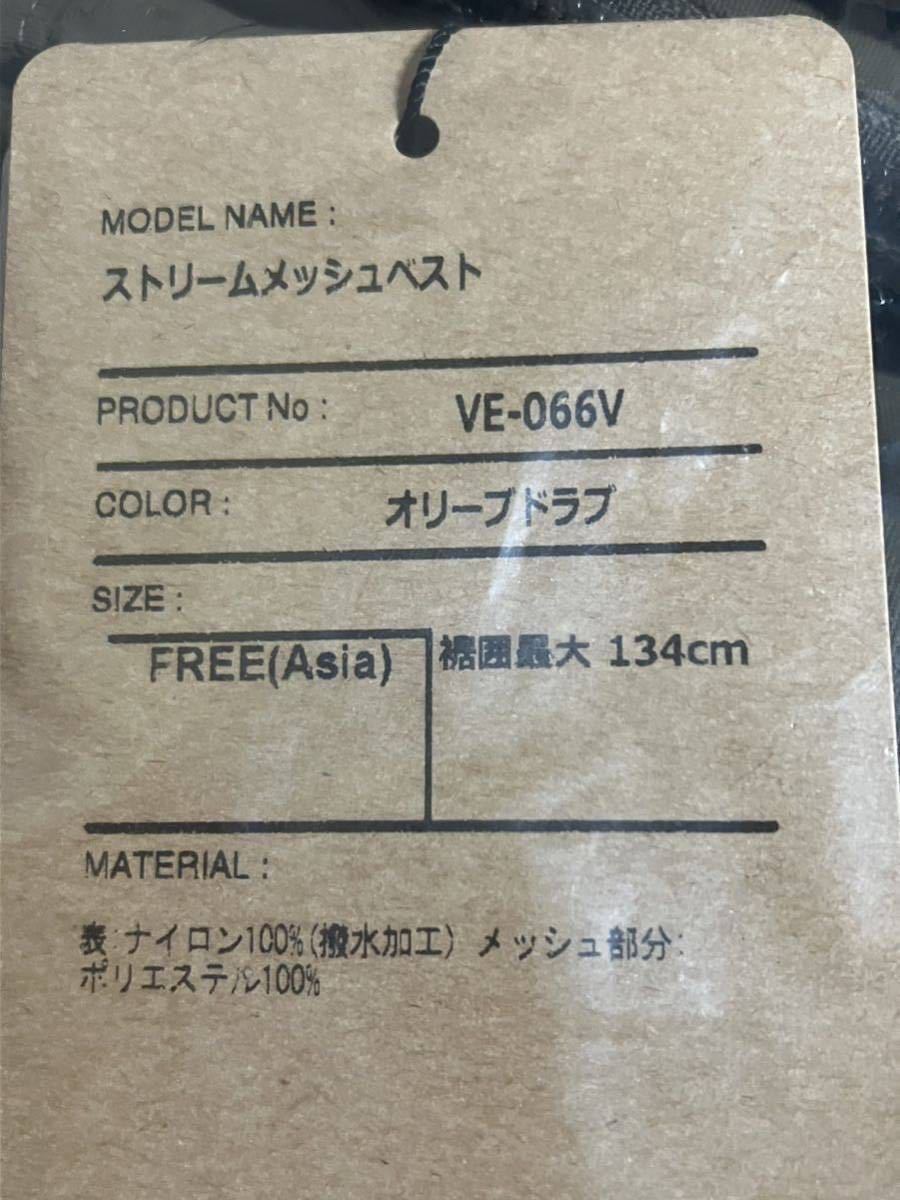 MODEL NAME :
ストリームメッシュベスト
PRODUCT No : VE-066V
COLOR : オリーブドラブ
SIZE :
FREE(Asia) 裾囲最大 134cm
MATERIAL :
表:ナイロン100%(撥水加工) メッシュ部分:
ポリエステル100%